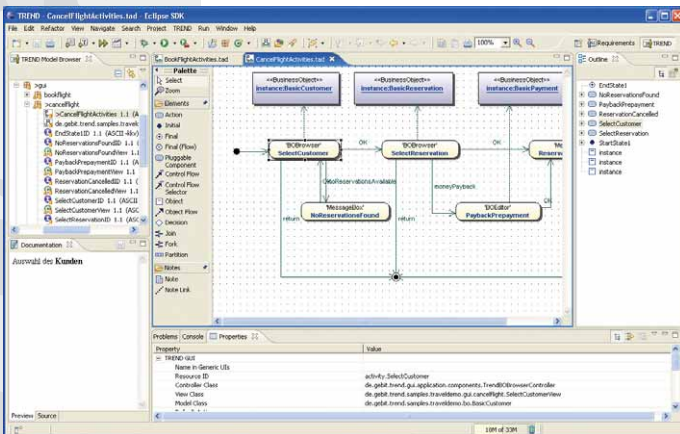 TREND - CancelFlightActivities.tad - Eclipse SDK
File Edit Refactor View Navigate Search Project TREND Run Window Help
100%
Requirements
TREND
TREND Model Browser
>gui
bookflight
>cancelflight
>CancelFlightActivities 1.1 (A
de.gebit.trend.samples.travel
EndState1ID 1.1 (ASCII -kkv)
NoReservationsFoundID 1.1 (
NoReservationsFoundView 1.1
PaybackPrepaymentID 1.1 (A
PaybackPrepaymentView 1.1
ReservationCancelledID 1.1 (
ReservationCancelledView 1.1
SelectCustomerID 1.1 (ASCII
SelectCustomerView 1.1 (ASC
SelectReservationID 1.1 (ASC
Documentation
Auswahl des Kunden
Preview Source
BookFlightActivities.tad
CancelFlightActivities.tad
Palette
Select
Zoom
Elements
Action
Initial
Final
Final (Flow)
Pluggable
Component
Control Flow
Control Flow
Selector
Object
Object Flow
Decision
Join
Fork
Partition
Notes
Note
Note Link
<<BusinessObject>>
instance:BasicCustomer
<<BusinessObject>>
instance:BasicReservation
<<BusinessObject>>
instance:BasicPayment
'BOBrowser'
SelectCustomer
OK
'BOBrowser'
SelectReservation
OK
Reserv
moneyPayback
'MessageBox'
NoReservationsFound
'BOEditor'
PaybackPrepayment
OK
return
return
Outline
EndState1
NoReservationsFound
PaybackPrepayment
ReservationCancelled
SelectCustomer
SelectReservation
StartState1
instance
instance
instance
Problems Console Properties
Property Value
TREND GUI
Name in Generic UIs
Resource ID activity.SelectCustomer
Controller Class de.gebit.trend.gui.application.components.TrendBOBrowserController
View Class de.gebit.trend.samples.traveldemo.gui.cancelflight.SelectCustomerView
Model Class de.gebit.trend.samples.traveldemo.bo.BasicCustomer
10M of 33M